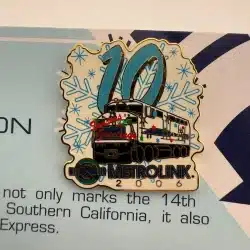 10
METROLINK
2006
ON
not only marks the 14th
Southern California, it also
Express.